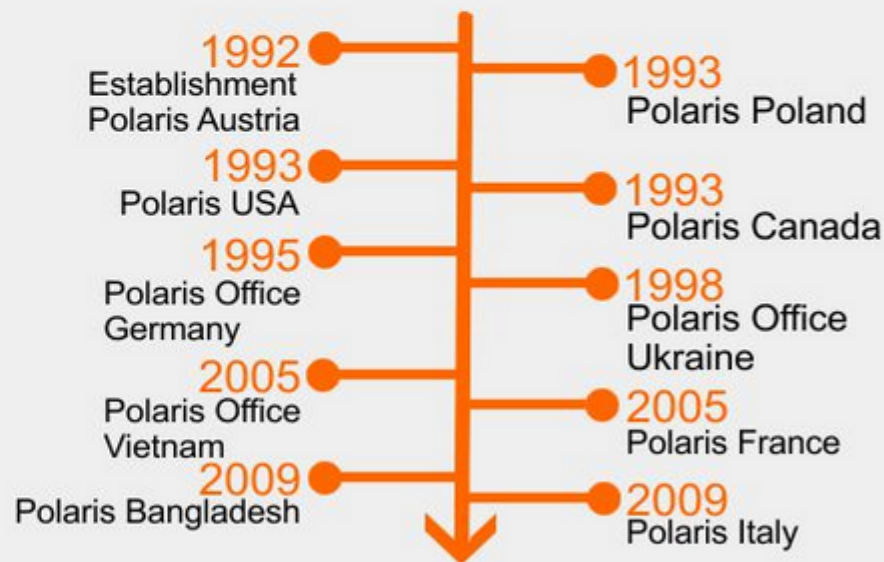 1992
Establishment
Polaris Austria
1993
Polaris Poland
1993
Polaris USA
1993
Polaris Canada
1995
Polaris Office
Germany
1998
Polaris Office
Ukraine
2005
Polaris Office
Vietnam
2005
Polaris France
2009
Polaris Bangladesh
2009
Polaris Italy